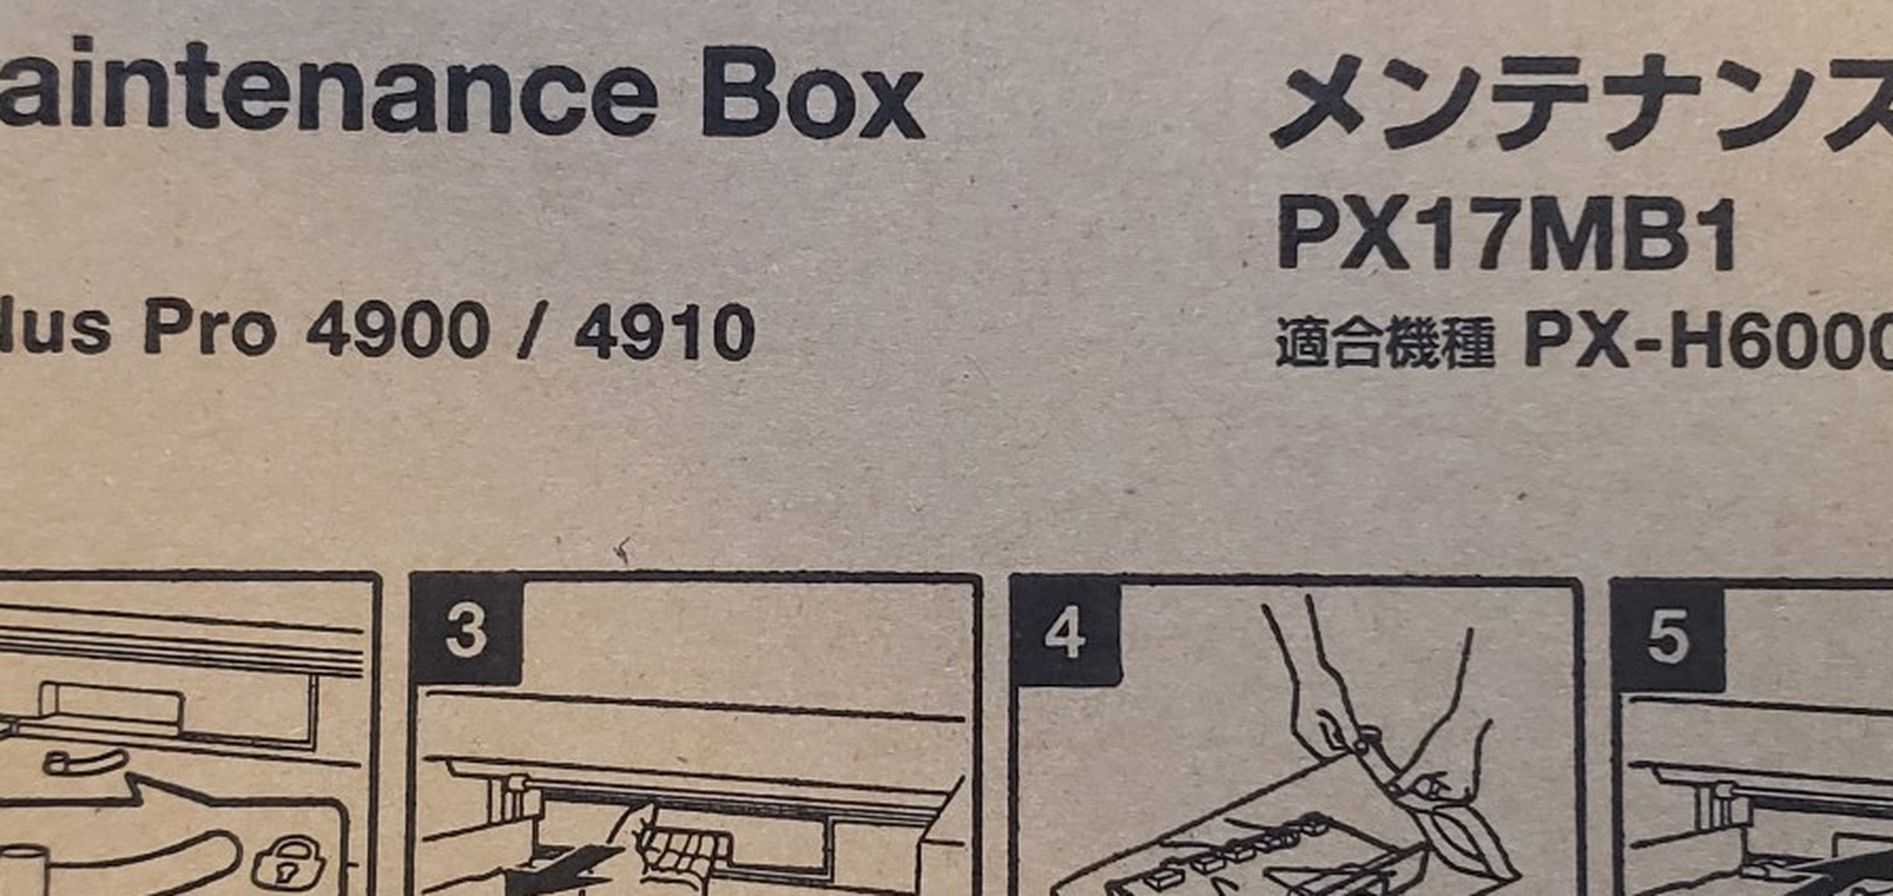 aintenance Box
lus Pro 4900 / 4910
メンテナンス
PX17MB1
適合機種 PX-H6000
3
4
5